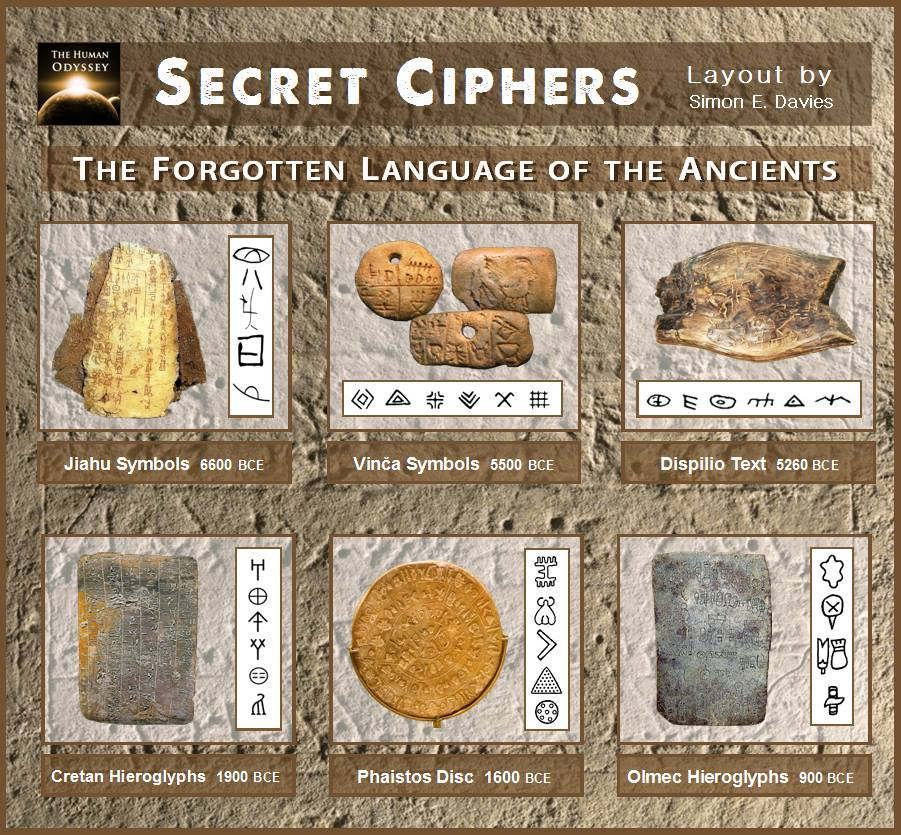 THE HUMAN
ODYSSEY
SECRET CIPHERS
Layout by
Simon E. Davies
THE FORGOTTEN LANGUAGE OF THE ANCIENTS
Jiahu Symbols 6600 BCE
Vinča Symbols 5500 BCE
Dispilio Text 5260 BCE
Cretan Hieroglyphs 1900 BCE
Phaistos Disc 1600 BCE
Olmec Hieroglyphs 900 BCE